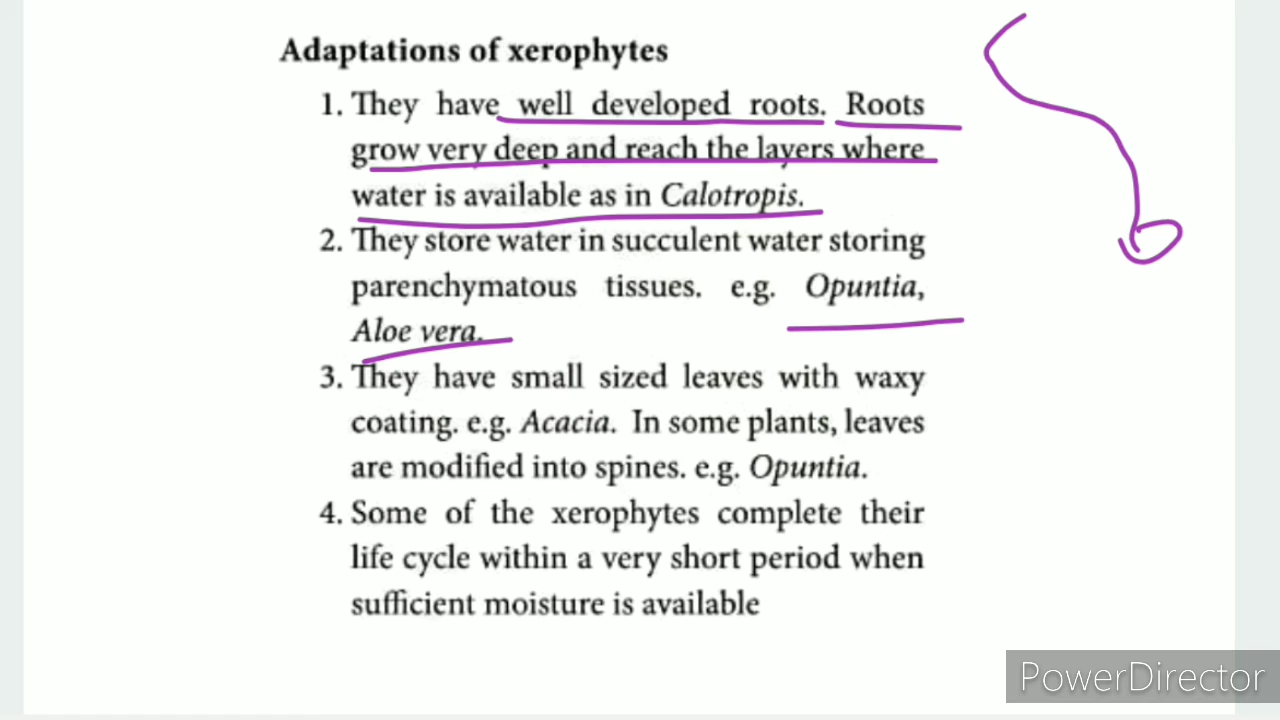 Adaptations of xerophytes
1. They have well developed roots. Roots
grow very deep and reach the layers where
water is available as in Calotropis.
2. They store water in succulent water storing
parenchymatous tissues. e.g. Opuntia,
Aloe vera.
3. They have small sized leaves with waxy
coating. e.g. Acacia. In some plants, leaves
are modified into spines. e.g. Opuntia.
4. Some of the xerophytes complete their
life cycle within a very short period when
sufficient moisture is available
PowerDirector